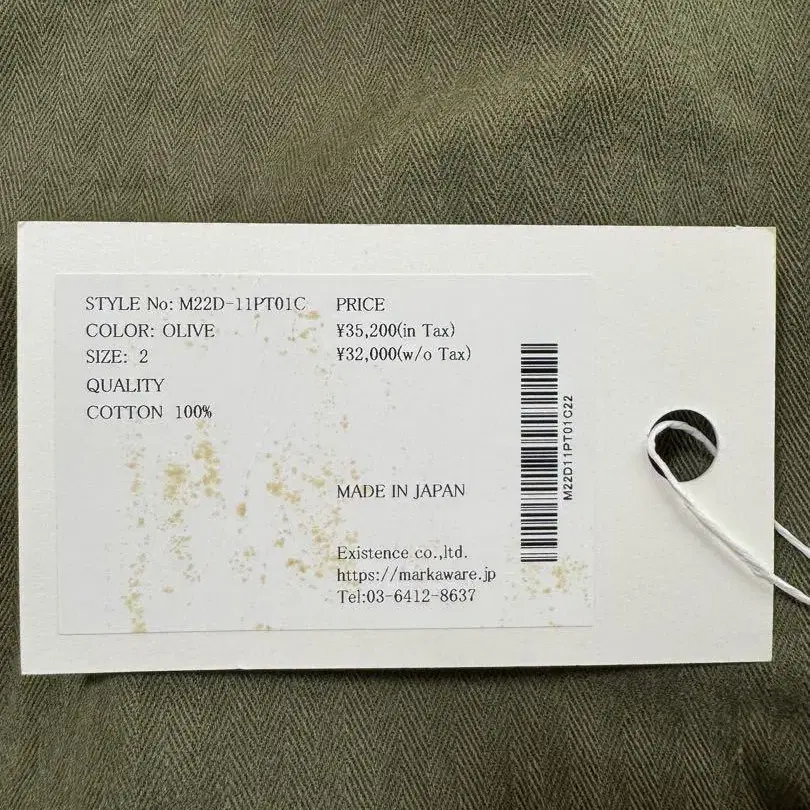 STYLE No: M22D-11PT01C
COLOR: OLIVE
SIZE: 2
QUALITY
COTTON 100%
PRICE
¥35,200(in Tax)
¥32,000(w/o Tax)
MADE IN JAPAN
Existence co.,ltd.
https://markaware.jp
Tel:03-6412-8637
M22D11PT01C22